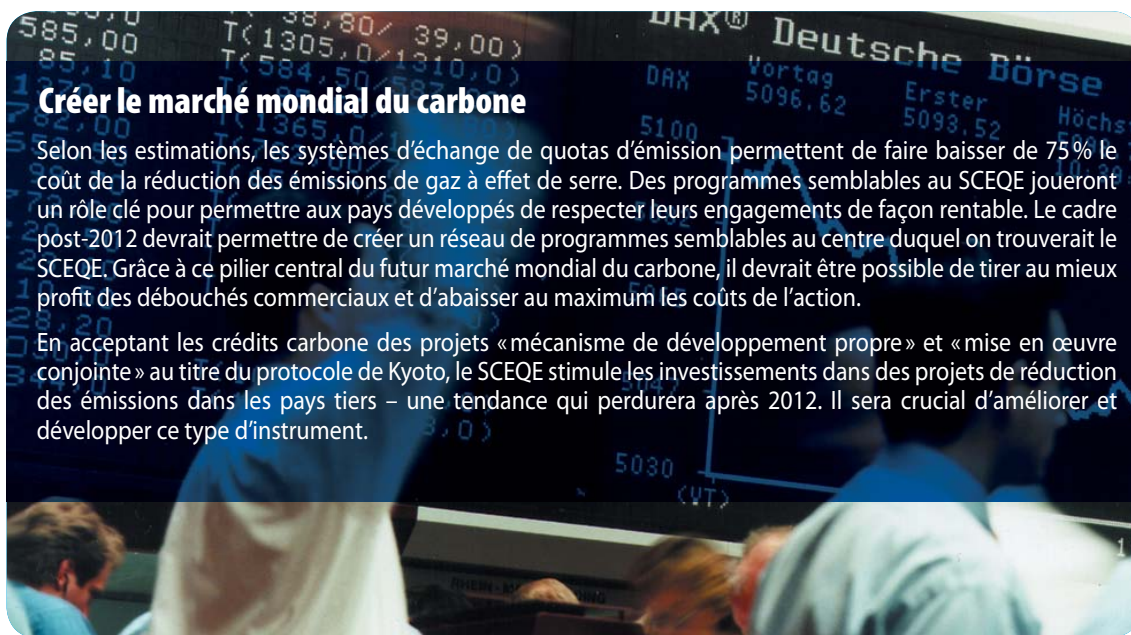 585,00
T(1305,0/1310,0)
39,00)
85,10
T(584,50/587
DAX® Deutsche Börse
DAX
Vortag
5096.62
Erster
5093.52
Höchs
5100
Créer le marché mondial du carbone
Selon les estimations, les systèmes d’échange de quotas d’émission permettent de faire baisser de 75 % le
coût de la réduction des émissions de gaz à effet de serre. Des programmes semblables au SCEQE joueront
un rôle clé pour permettre aux pays développés de respecter leurs engagements de façon rentable. Le cadre
post-2012 devrait permettre de créer un réseau de programmes semblables au centre duquel on trouverait le
SCEQE. Grâce à ce pilier central du futur marché mondial du carbone, il devrait être possible de tirer au mieux
profit des débouchés commerciaux et d’abaisser au maximum les coûts de l’action.
En acceptant les crédits carbone des projets « mécanisme de développement propre » et « mise en œuvre
conjointe » au titre du protocole de Kyoto, le SCEQE stimule les investissements dans des projets de réduction
des émissions dans les pays tiers – une tendance qui perdurera après 2012. Il sera crucial d’améliorer et
développer ce type d’instrument.
5030
(VT)